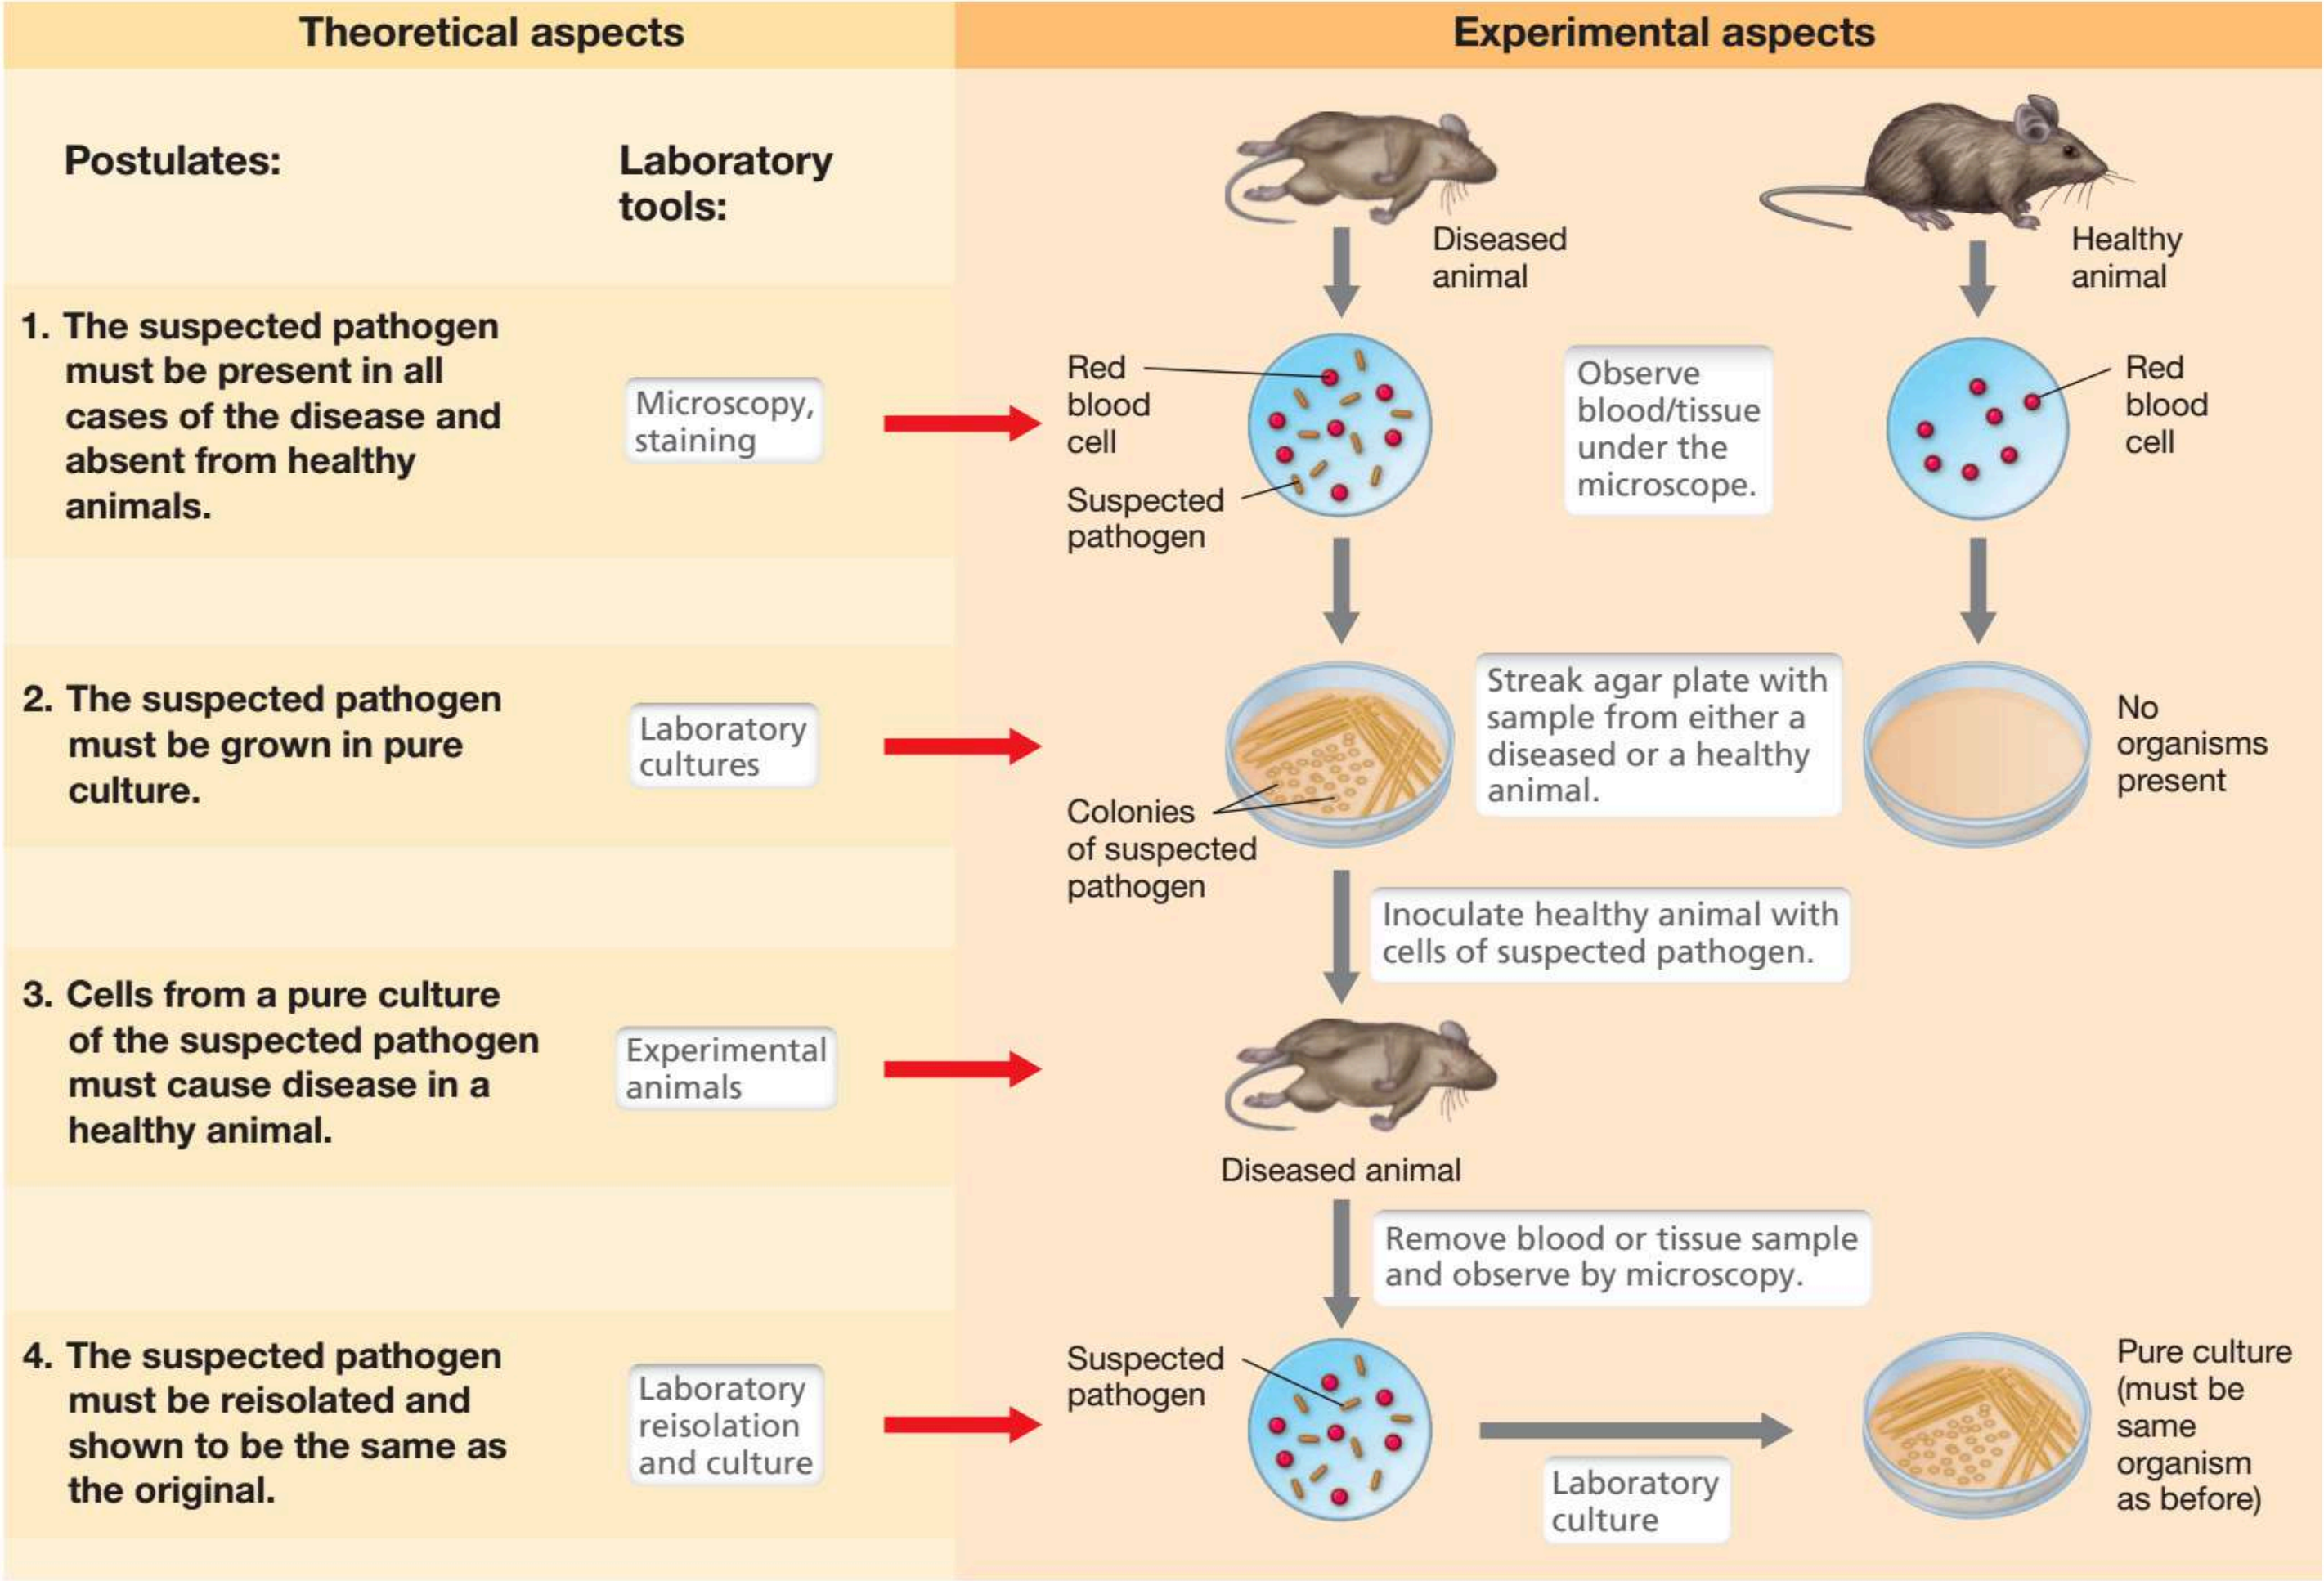 Theoretical aspects
Experimental aspects
Postulates:
Laboratory
tools:
Diseased
animal
Healthy
animal
1. The suspected pathogen
must be present in all
cases of the disease and
absent from healthy
animals.
Microscopy,
staining
Red
blood
cell
Suspected
pathogen
Observe
blood/tissue
under the
microscope.
Red
blood
cell
2. The suspected pathogen
must be grown in pure
culture.
Laboratory
cultures
Colonies
of suspected
pathogen
Streak agar plate with
sample from either a
diseased or a healthy
animal.
No
organisms
present
Inoculate healthy animal with
cells of suspected pathogen.
3. Cells from a pure culture
of the suspected pathogen
must cause disease in a
healthy animal.
Experimental
animals
Diseased animal
Remove blood or tissue sample
and observe by microscopy.
4. The suspected pathogen
must be reisolated and
shown to be the same as
the original.
Laboratory
reisolation
and culture
Suspected
pathogen
Laboratory
culture
Pure culture
(must be
same
organism
as before)